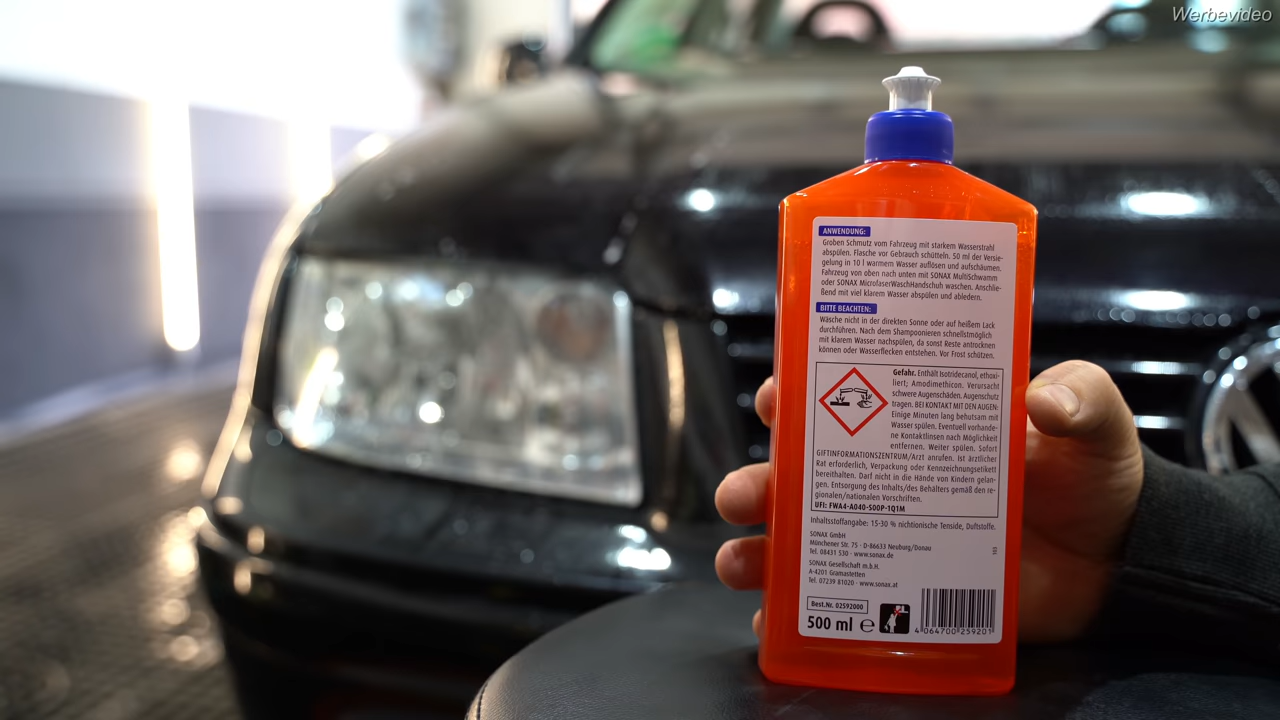 Werbevideo
ANWENDUNG:
Groben Schmutz vom Fahrzeug mit starkem Wasserstrahl
abspülen. Flasche vor Gebrauch schütteln. 50 ml der Versie-
gelung in 10 l warmem Wasser auflösen und aufschäumen.
Fahrzeug von oben nach unten mit SONAX MultiSchwamm
oder SONAX MicrofaserWaschHandschuh waschen. Anschlie-
ßend mit viel klarem Wasser abspülen und abledern.
BITTE BEACHTEN:
Wäsche nicht in der direkten Sonne oder auf heißem Lack
durchführen. Nach dem Shampoonieren schnellstmöglich
mit klarem Wasser nachspülen, da sonst Reste antrocknen
können oder Wasserflecken entstehen. Vor Frost schützen.
Gefahr. Enthält Isotridecanol, ethoxi-
liert; Amodimethicon. Verursacht
schwere Augenschäden. Augenschutz
tragen. BEI KONTAKT MIT DEN AUGEN:
Einige Minuten lang behutsam mit
Wasser spülen. Eventuell vorhande-
ne Kontaktlinsen nach Möglichkeit
entfernen. Weiter spülen. Sofort
GIFTINFORMATIONSZENTRUM/Arzt anrufen. Ist ärztlicher
Rat erforderlich, Verpackung oder Kennzeichnungsetikett
bereithalten. Darf nicht in die Hände von Kindern gelan-
gen. Entsorgung des Inhalts/des Behälters gemäß den re-
gionalen/nationalen Vorschriften.
UFI: FWA4-A040-S00P-1Q1M
Inhaltsstoffangabe: 15-30 % nichtionische Tenside, Duftstoffe.
SONAX GmbH
Münchener Str. 75 · D-86633 Neuburg/Donau
Tel. 08431 530 · www.sonax.de
SONAX Gesellschaft m.b.H.
A-4201 Gramastetten
Tel. 07239 81020 · www.sonax.at
Best.Nr. 02592000
500 ml e
4 064700 259201